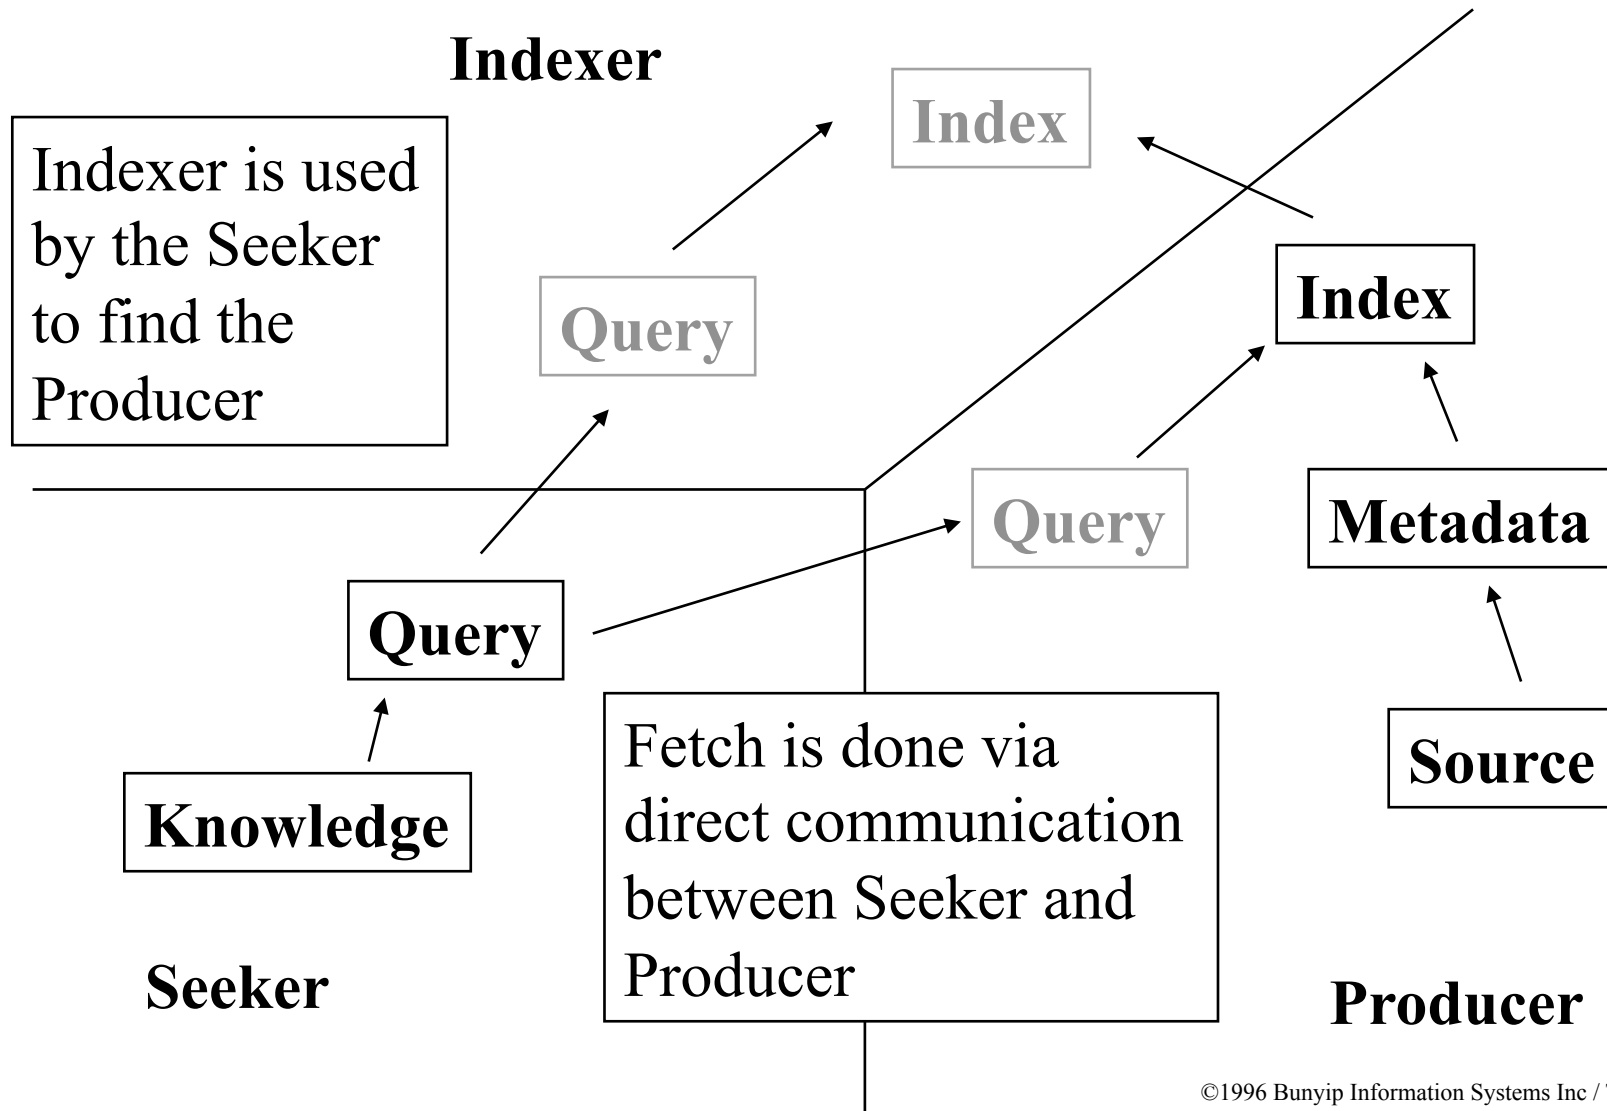 Indexer
Index
Indexer is used
by the Seeker
to find the
Producer
Query
Index
Query
Metadata
Query
Knowledge
Fetch is done via
direct communication
between Seeker and
Producer
Source
Seeker
Producer
©1996 Bunyip Information Systems Inc /